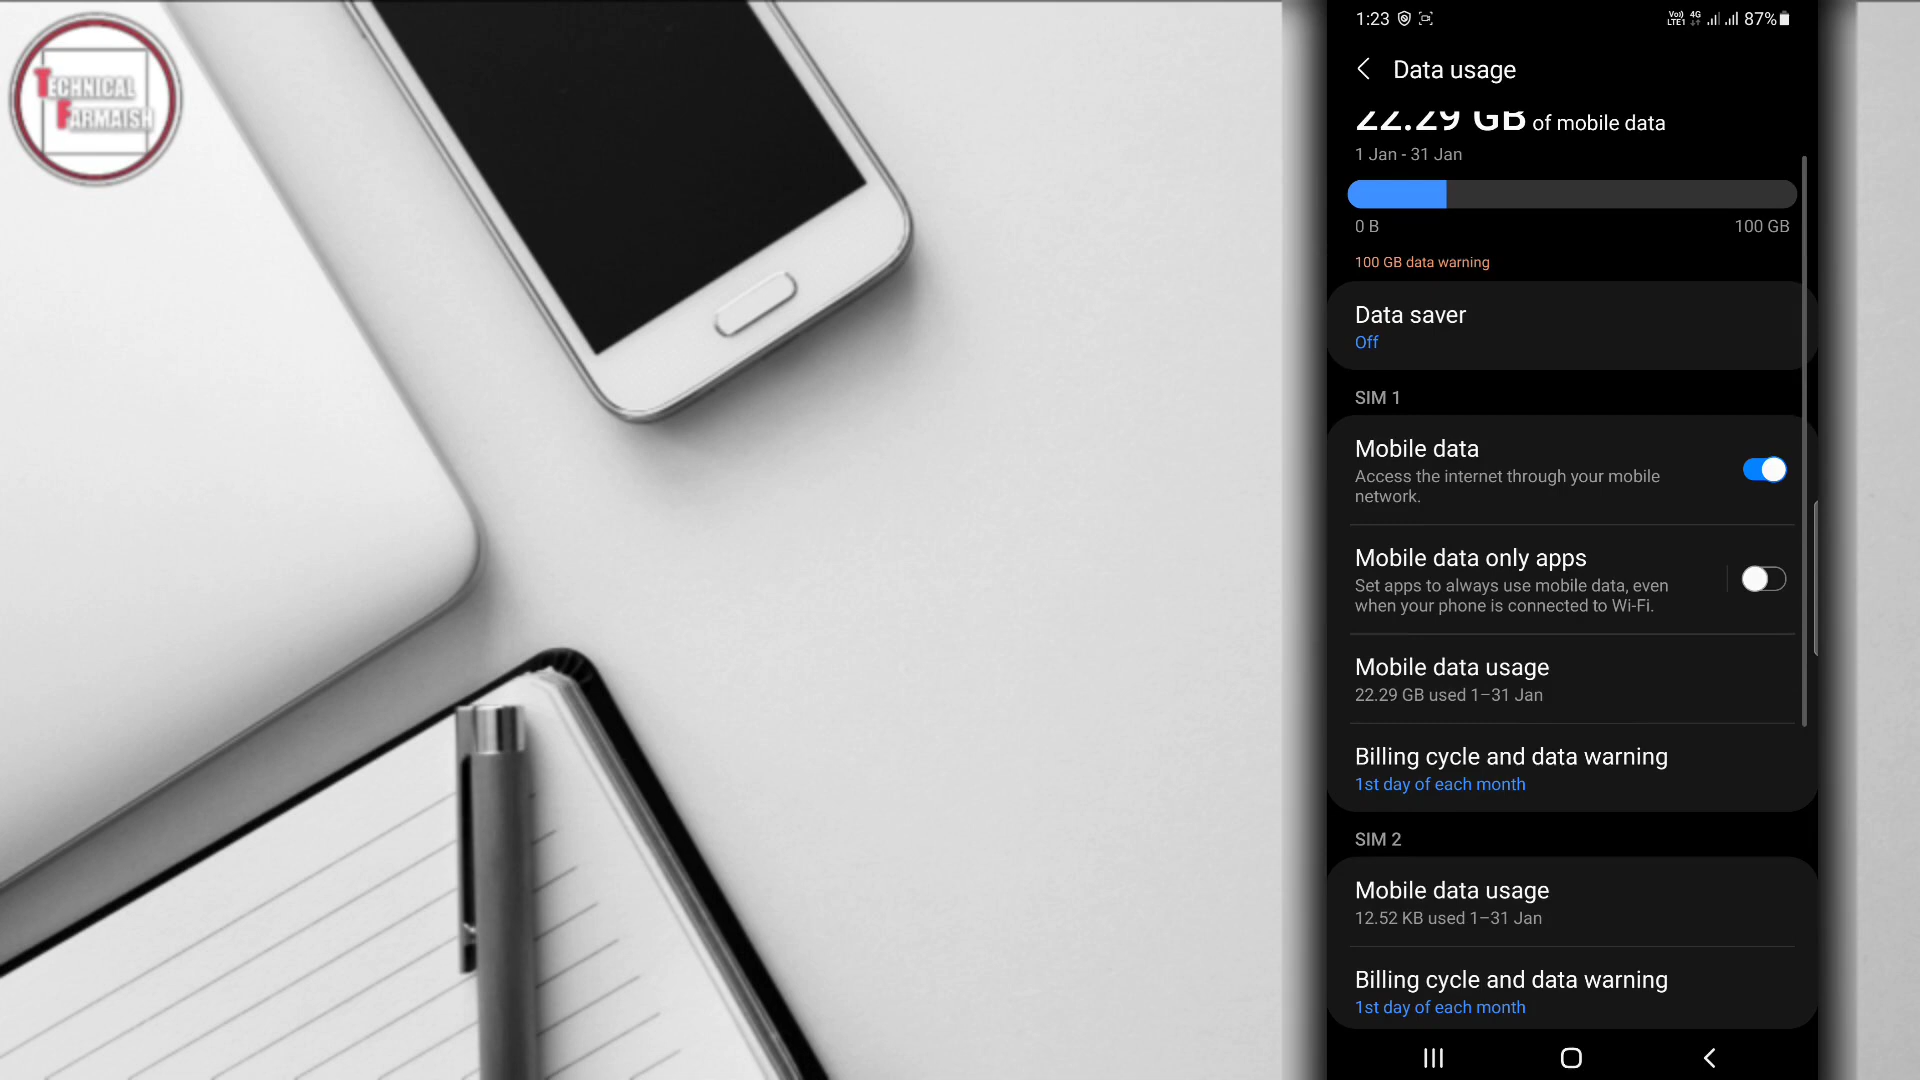 TECHNICAL
FARMAISH
1:23
Vo))
LTE1
4G
87%
Data usage
22.29 GB of mobile data
1 Jan - 31 Jan
0 B
100 GB
100 GB data warning
Data saver
Off
SIM 1
Mobile data
Access the internet through your mobile
network.
Mobile data only apps
Set apps to always use mobile data, even
when your phone is connected to Wi-Fi.
Mobile data usage
22.29 GB used 1–31 Jan
Billing cycle and data warning
1st day of each month
SIM 2
Mobile data usage
12.52 KB used 1–31 Jan
Billing cycle and data warning
1st day of each month